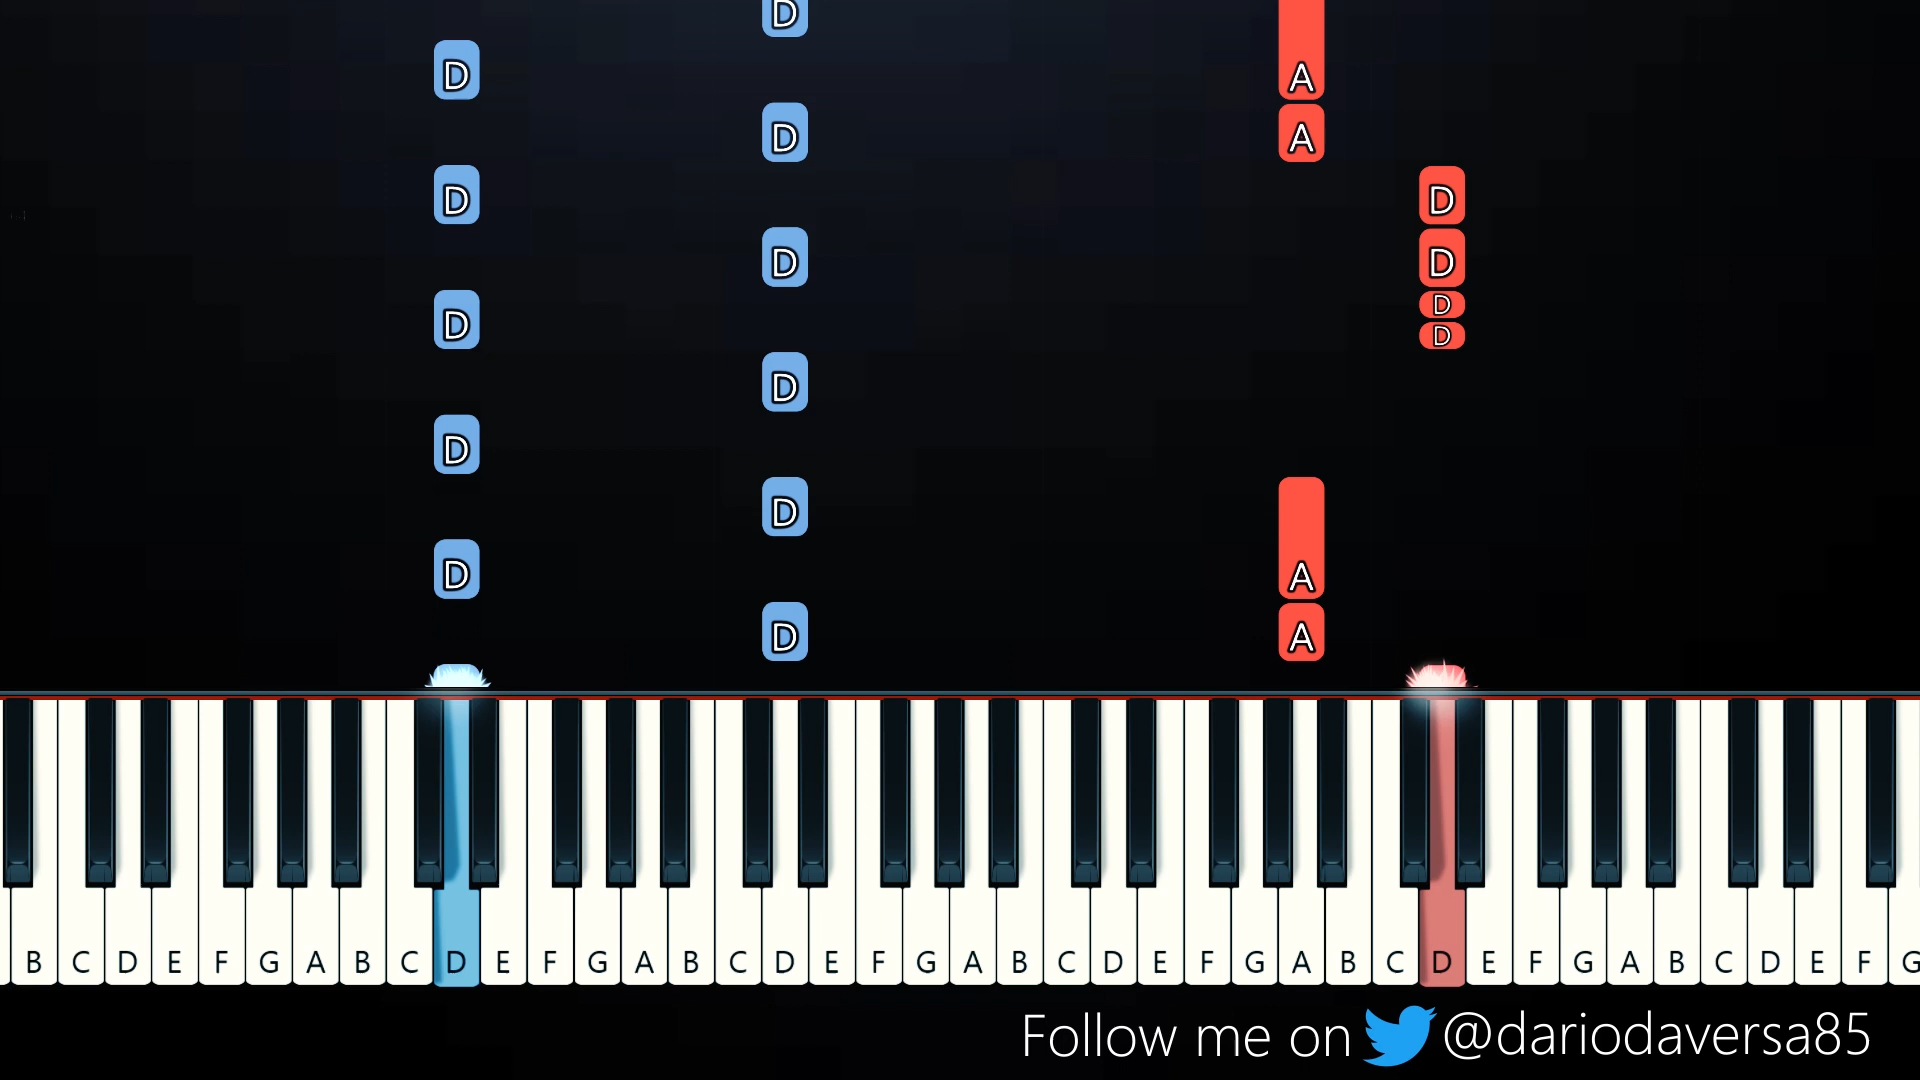 D
D A
D D A
D D
D
D D
D
D D
D A
D D A
B C D E F G A B C D E F G A B C D E F G A B C D E F G A B C D E F G A B C D E F G
Follow me on @dariodaversa85